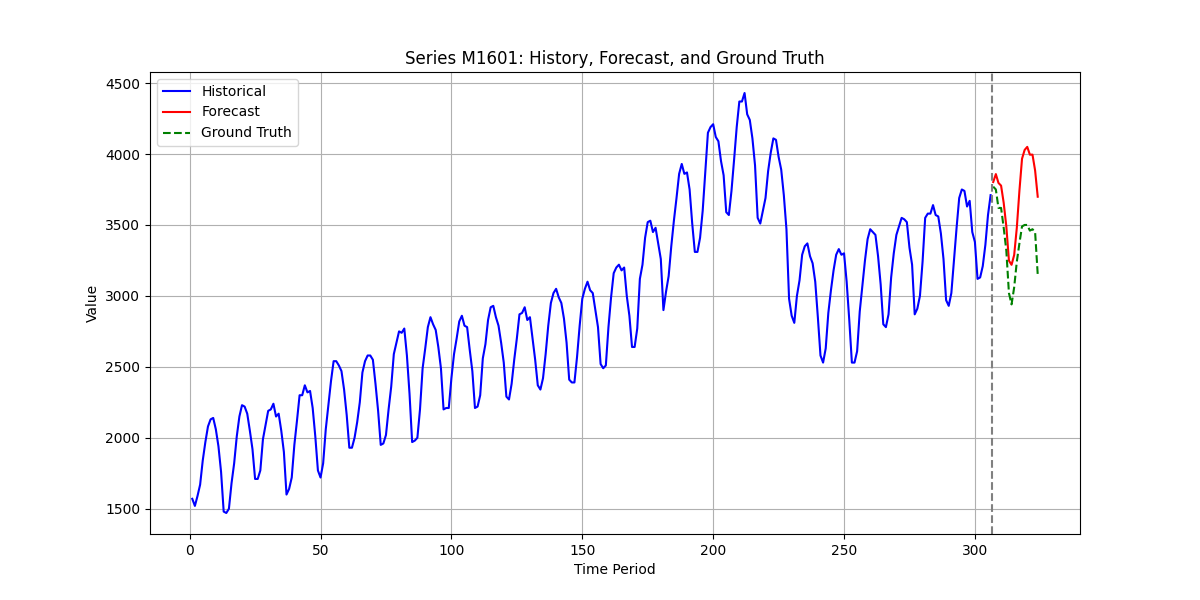 Series M1601: History, Forecast, and Ground Truth
Historical
Forecast
Ground Truth
4500
4000
3500
3000
2500
2000
1500
Value
0 50 100 150 200 250 300
Time Period